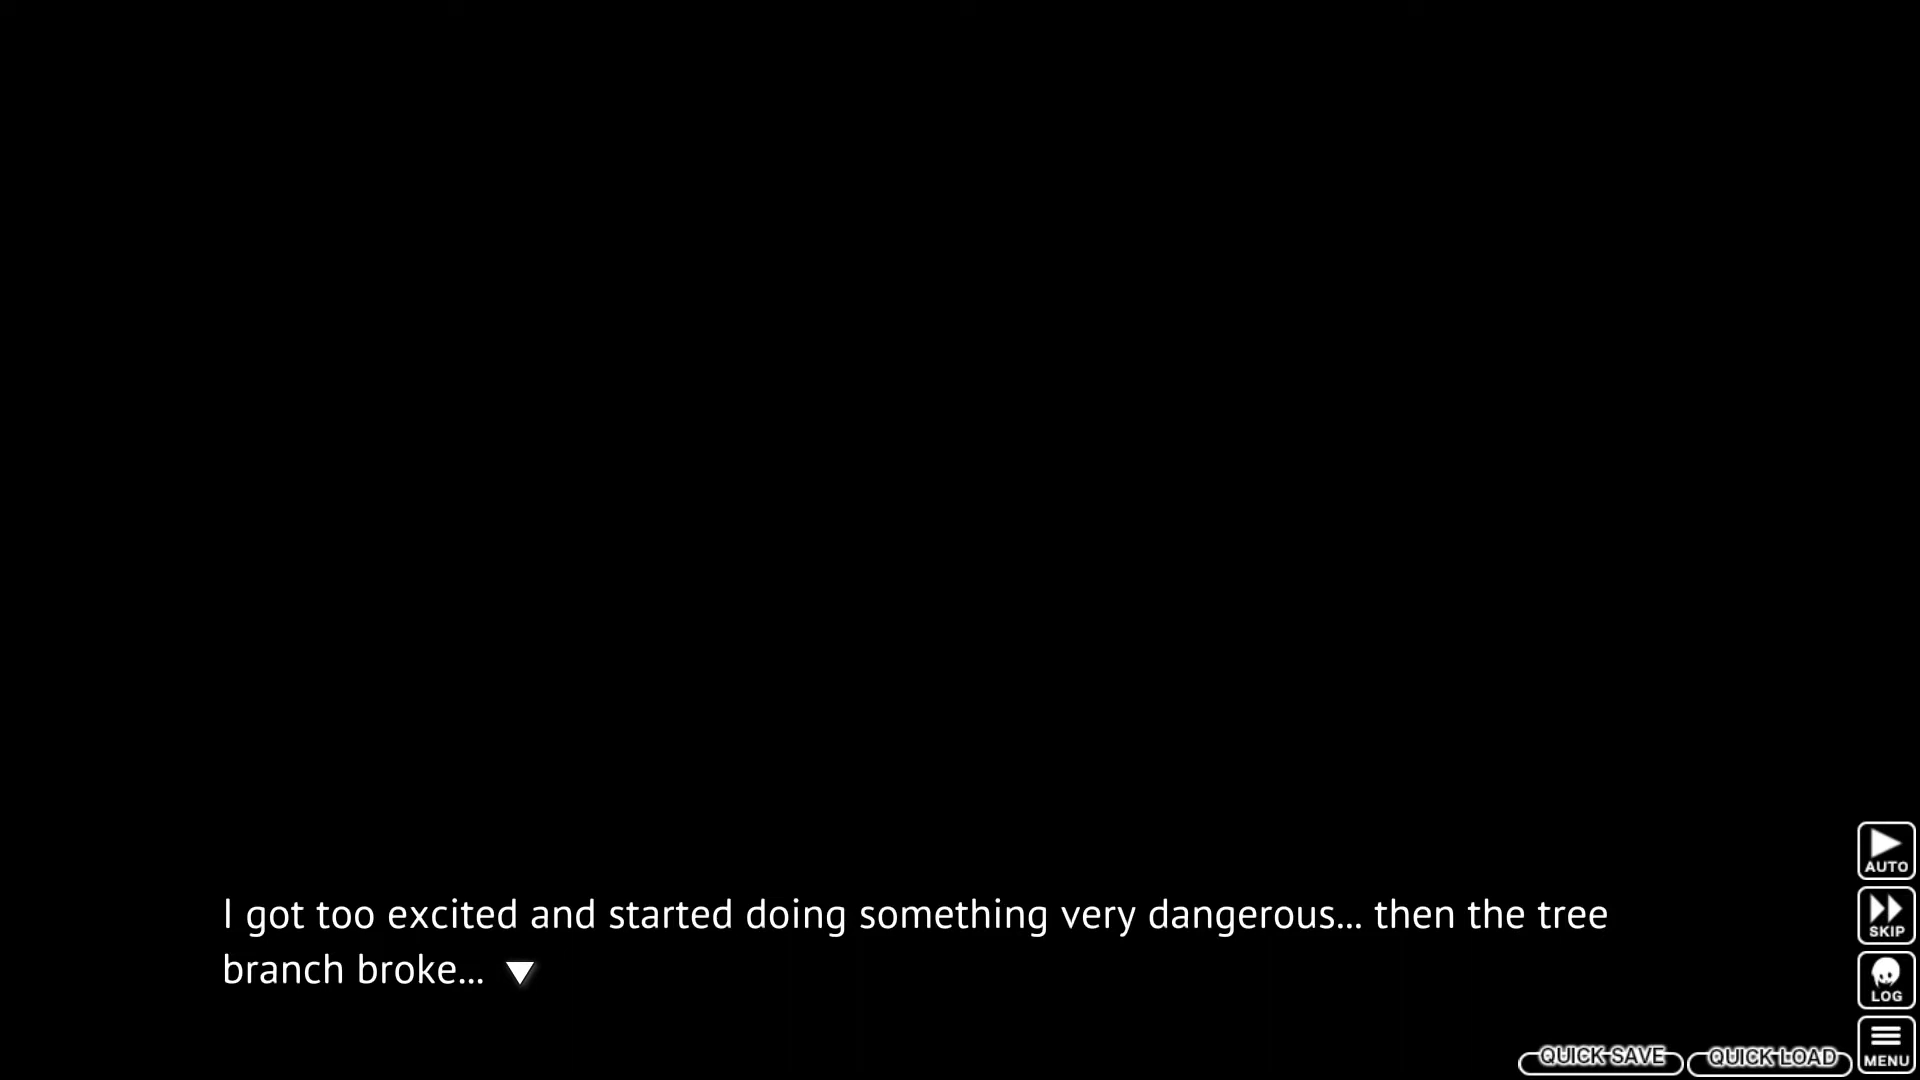 I got too excited and started doing something very dangerous... then the tree
branch broke...
AUTO
SKIP
LOG
MENU
QUICK SAVE QUICK LOAD